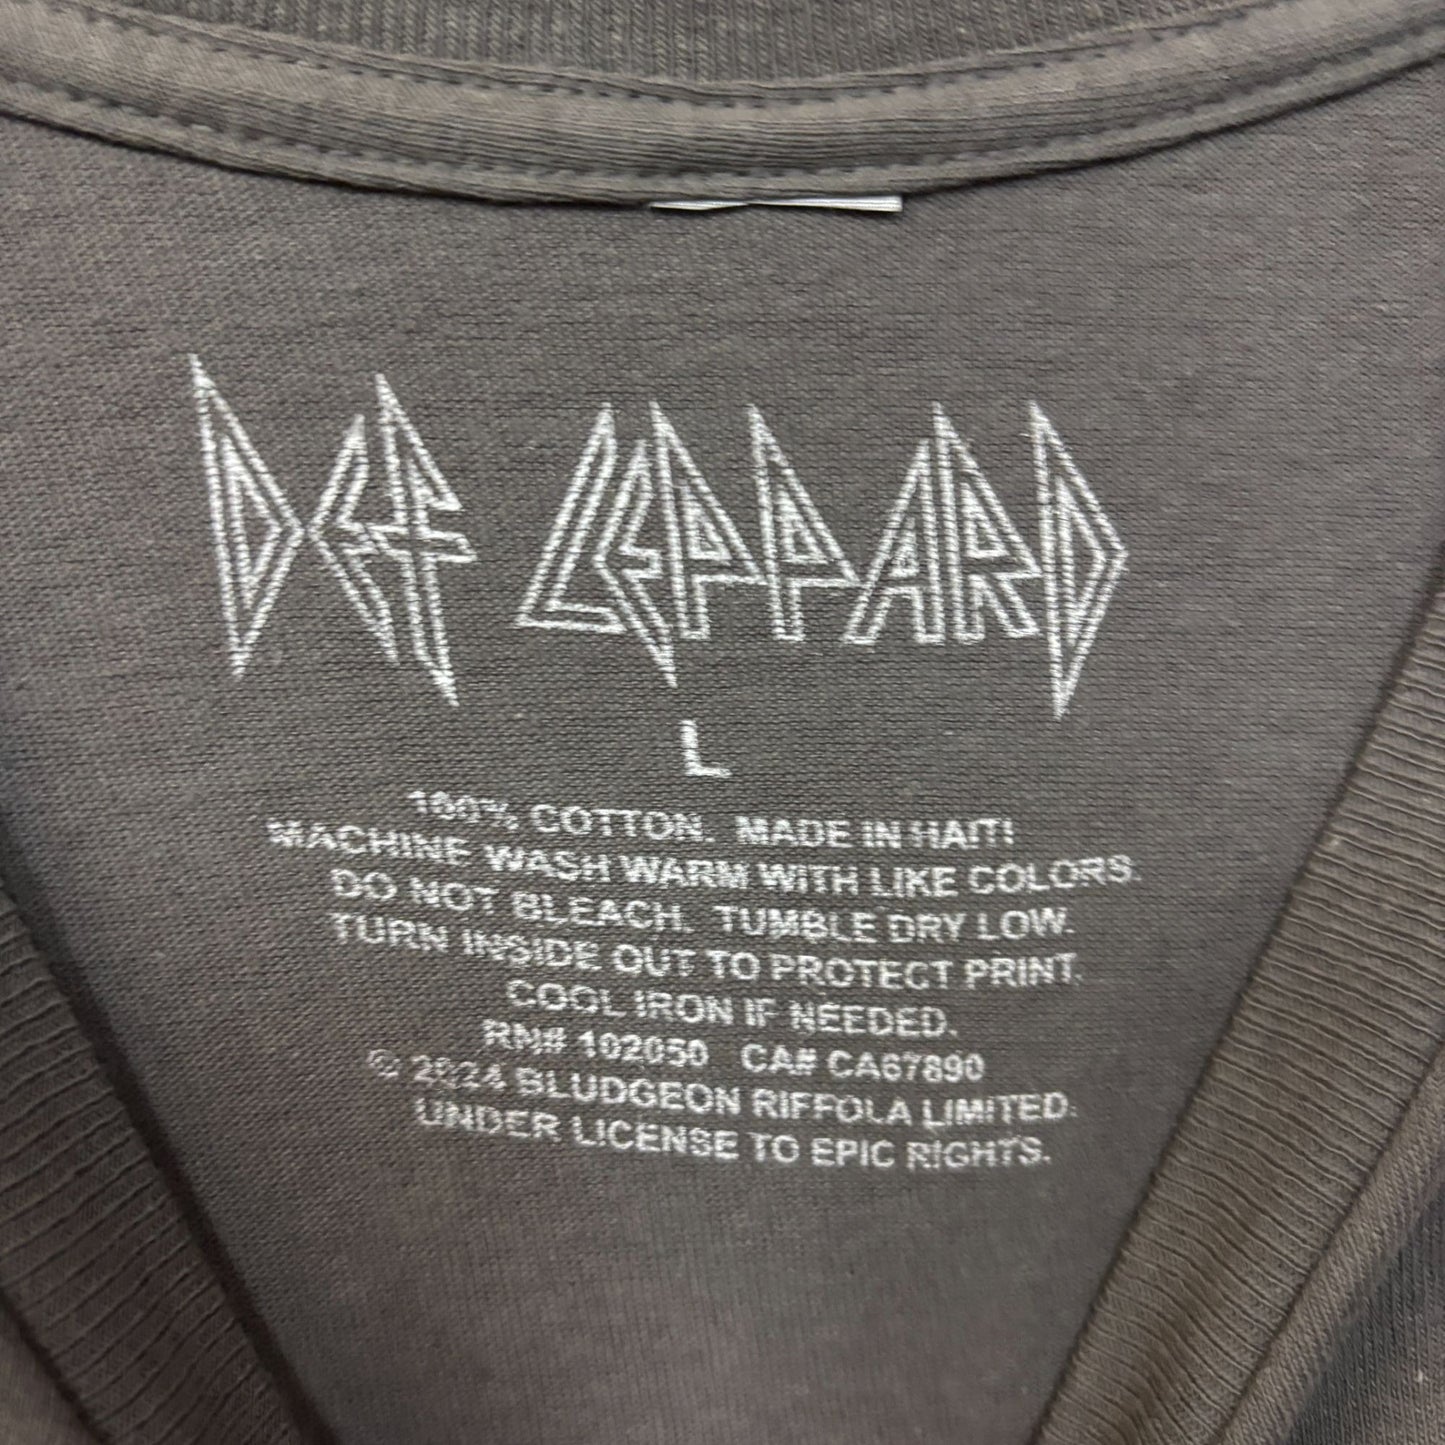 DEF LEPPARD
L
100% COTTON. MADE IN HAITI
MACHINE WASH WARM WITH LIKE COLORS.
DO NOT BLEACH. TUMBLE DRY LOW.
TURN INSIDE OUT TO PROTECT PRINT.
COOL IRON IF NEEDED.
RN# 102050 CA# CA67890
© 2024 BLUDGEON RIFFOLA LIMITED.
UNDER LICENSE TO EPIC RIGHTS.